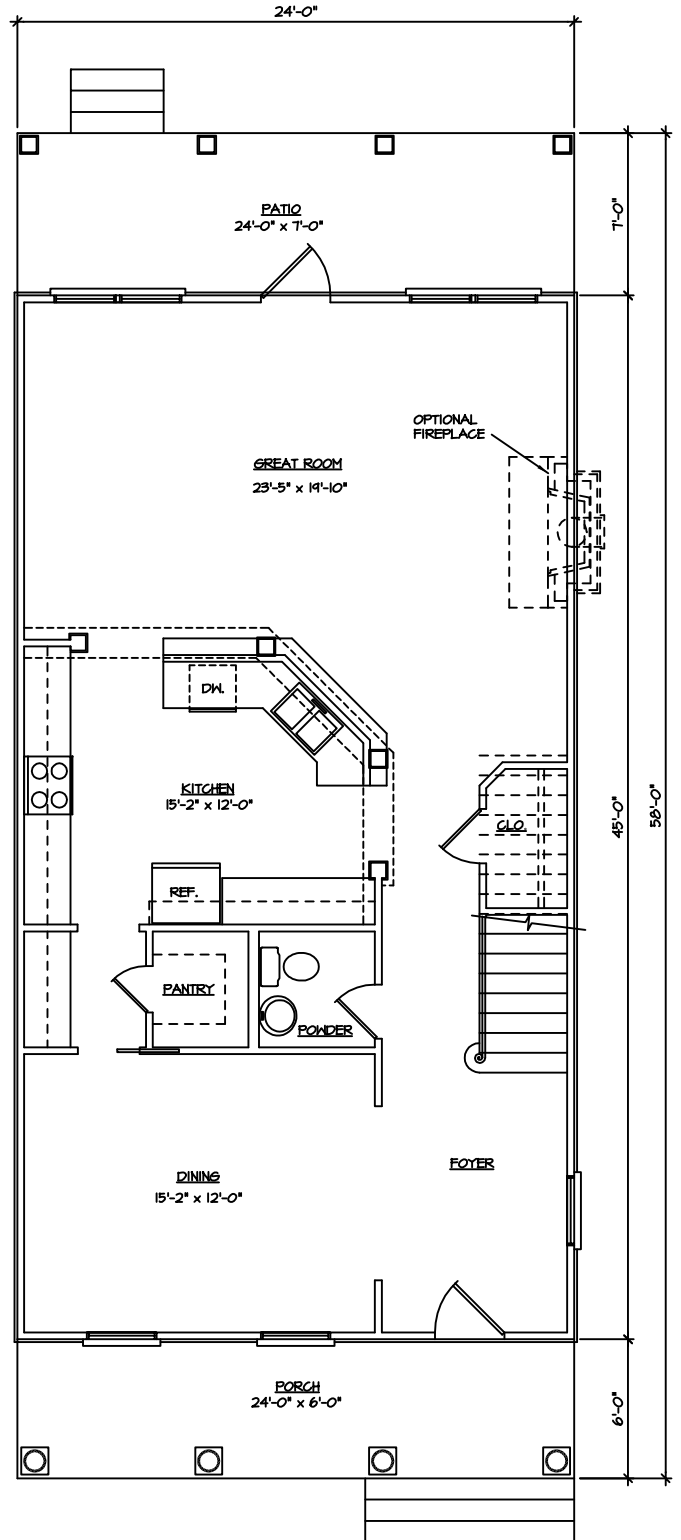 24'-0"
PATIO
24'-0" x 7'-0"
7'-0"
OPTIONAL
FIREPLACE
GREAT ROOM
23'-5" x 19'-10"
DW.
KITCHEN
15'-2" x 12'-0"
CLO.
45'-0"
58'-0"
REF.
PANTRY
POWDER
DINING
15'-2" x 12'-0"
FOYER
PORCH
24'-0" x 6'-0"
6'-0"